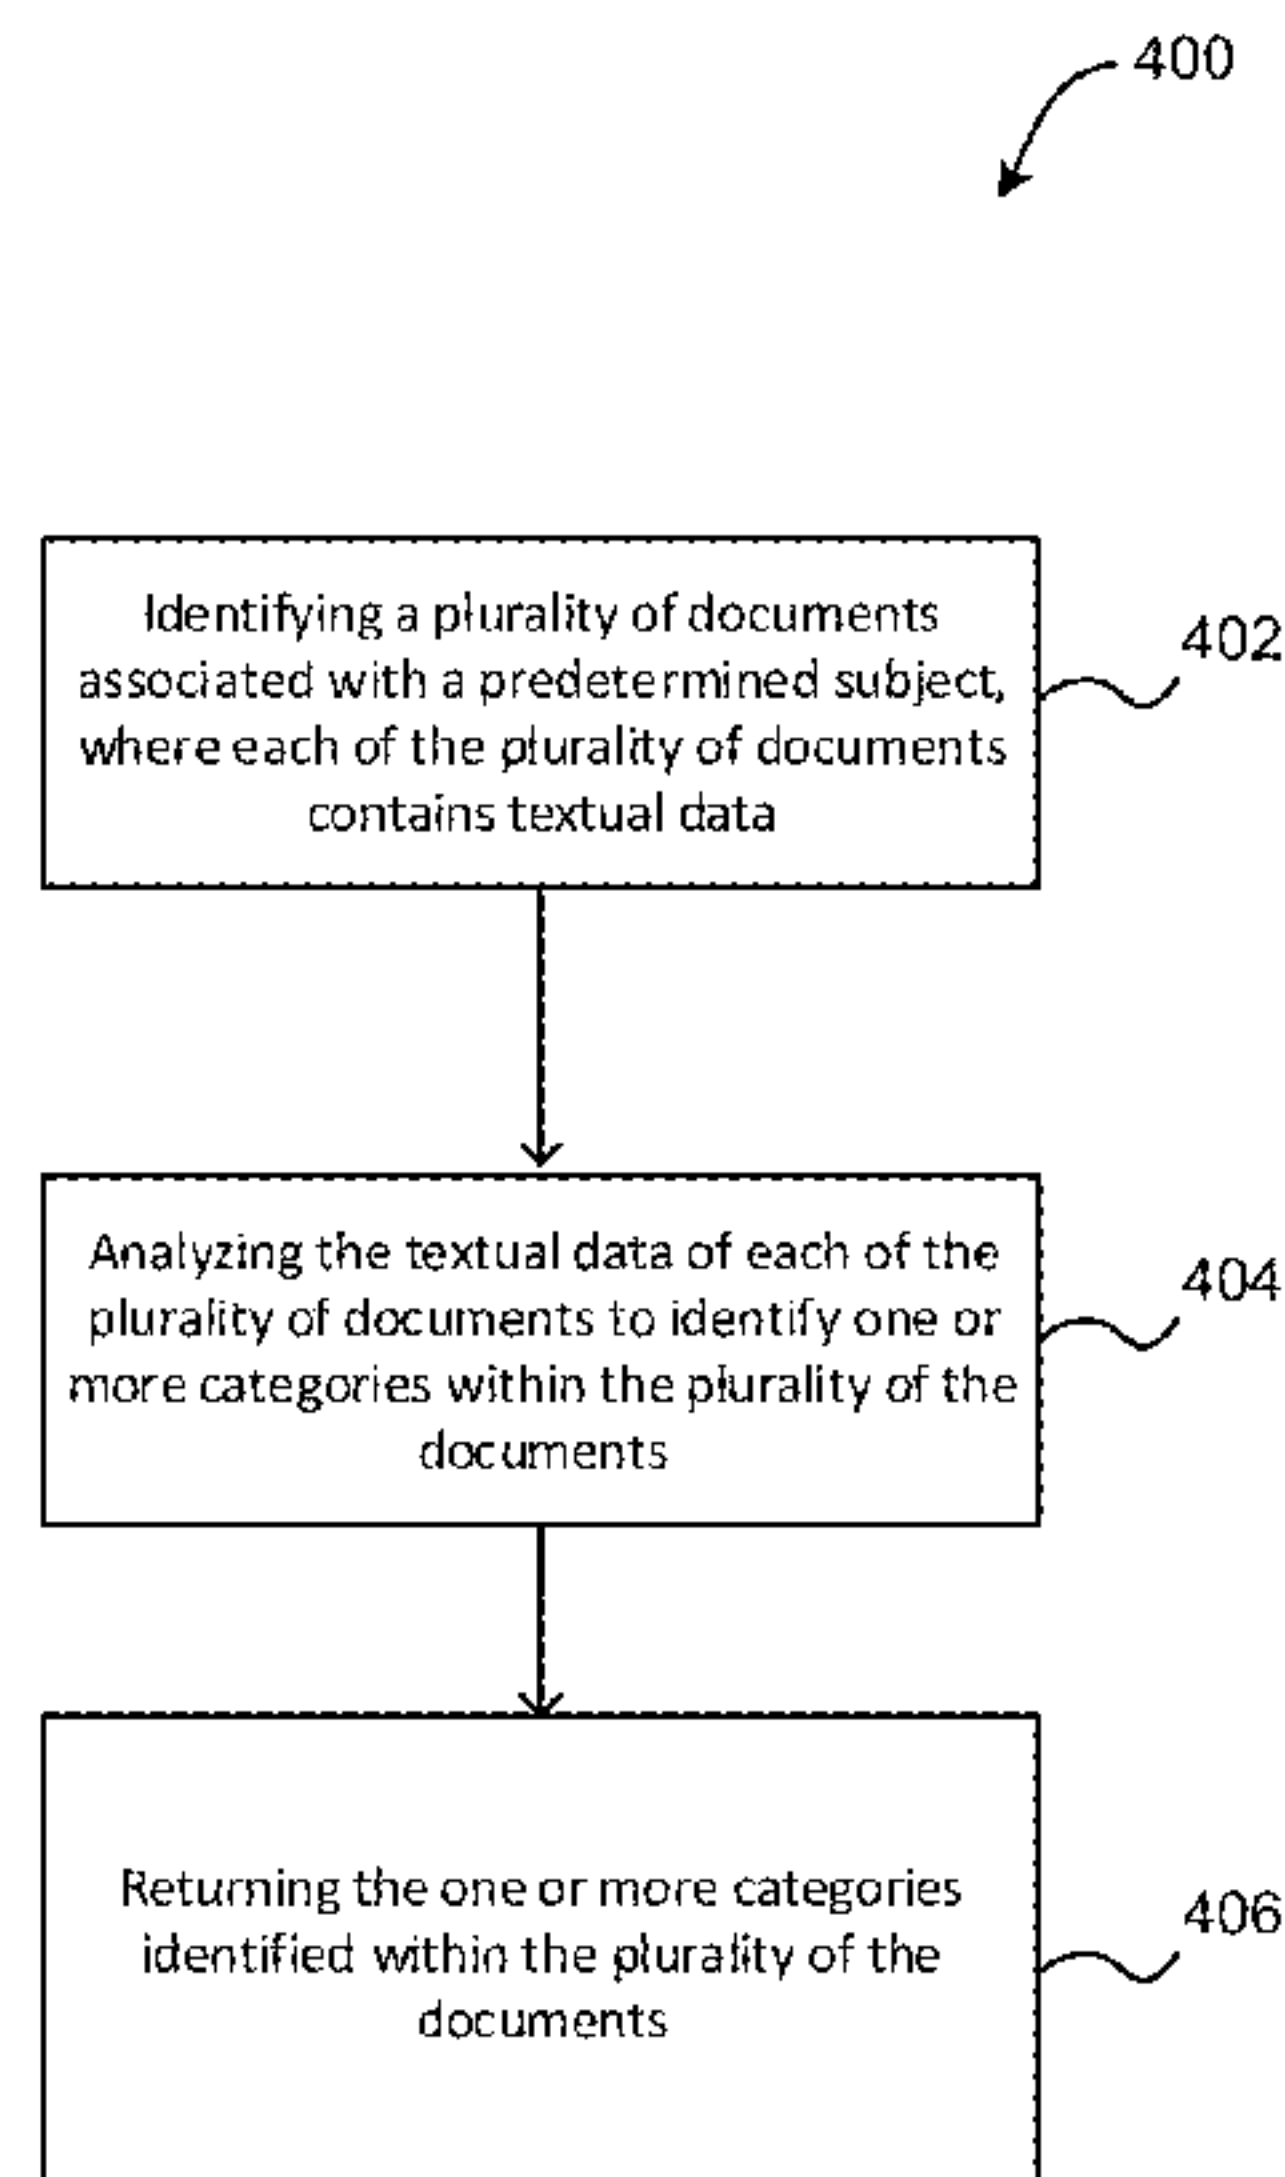 400
Identifying a plurality of documents
associated with a predetermined subject,
where each of the plurality of documents
contains textual data
402
Analyzing the textual data of each of the
plurality of documents to identify one or
more categories within the plurality of the
documents
404
Returning the one or more categories
identified within the plurality of the
documents
406